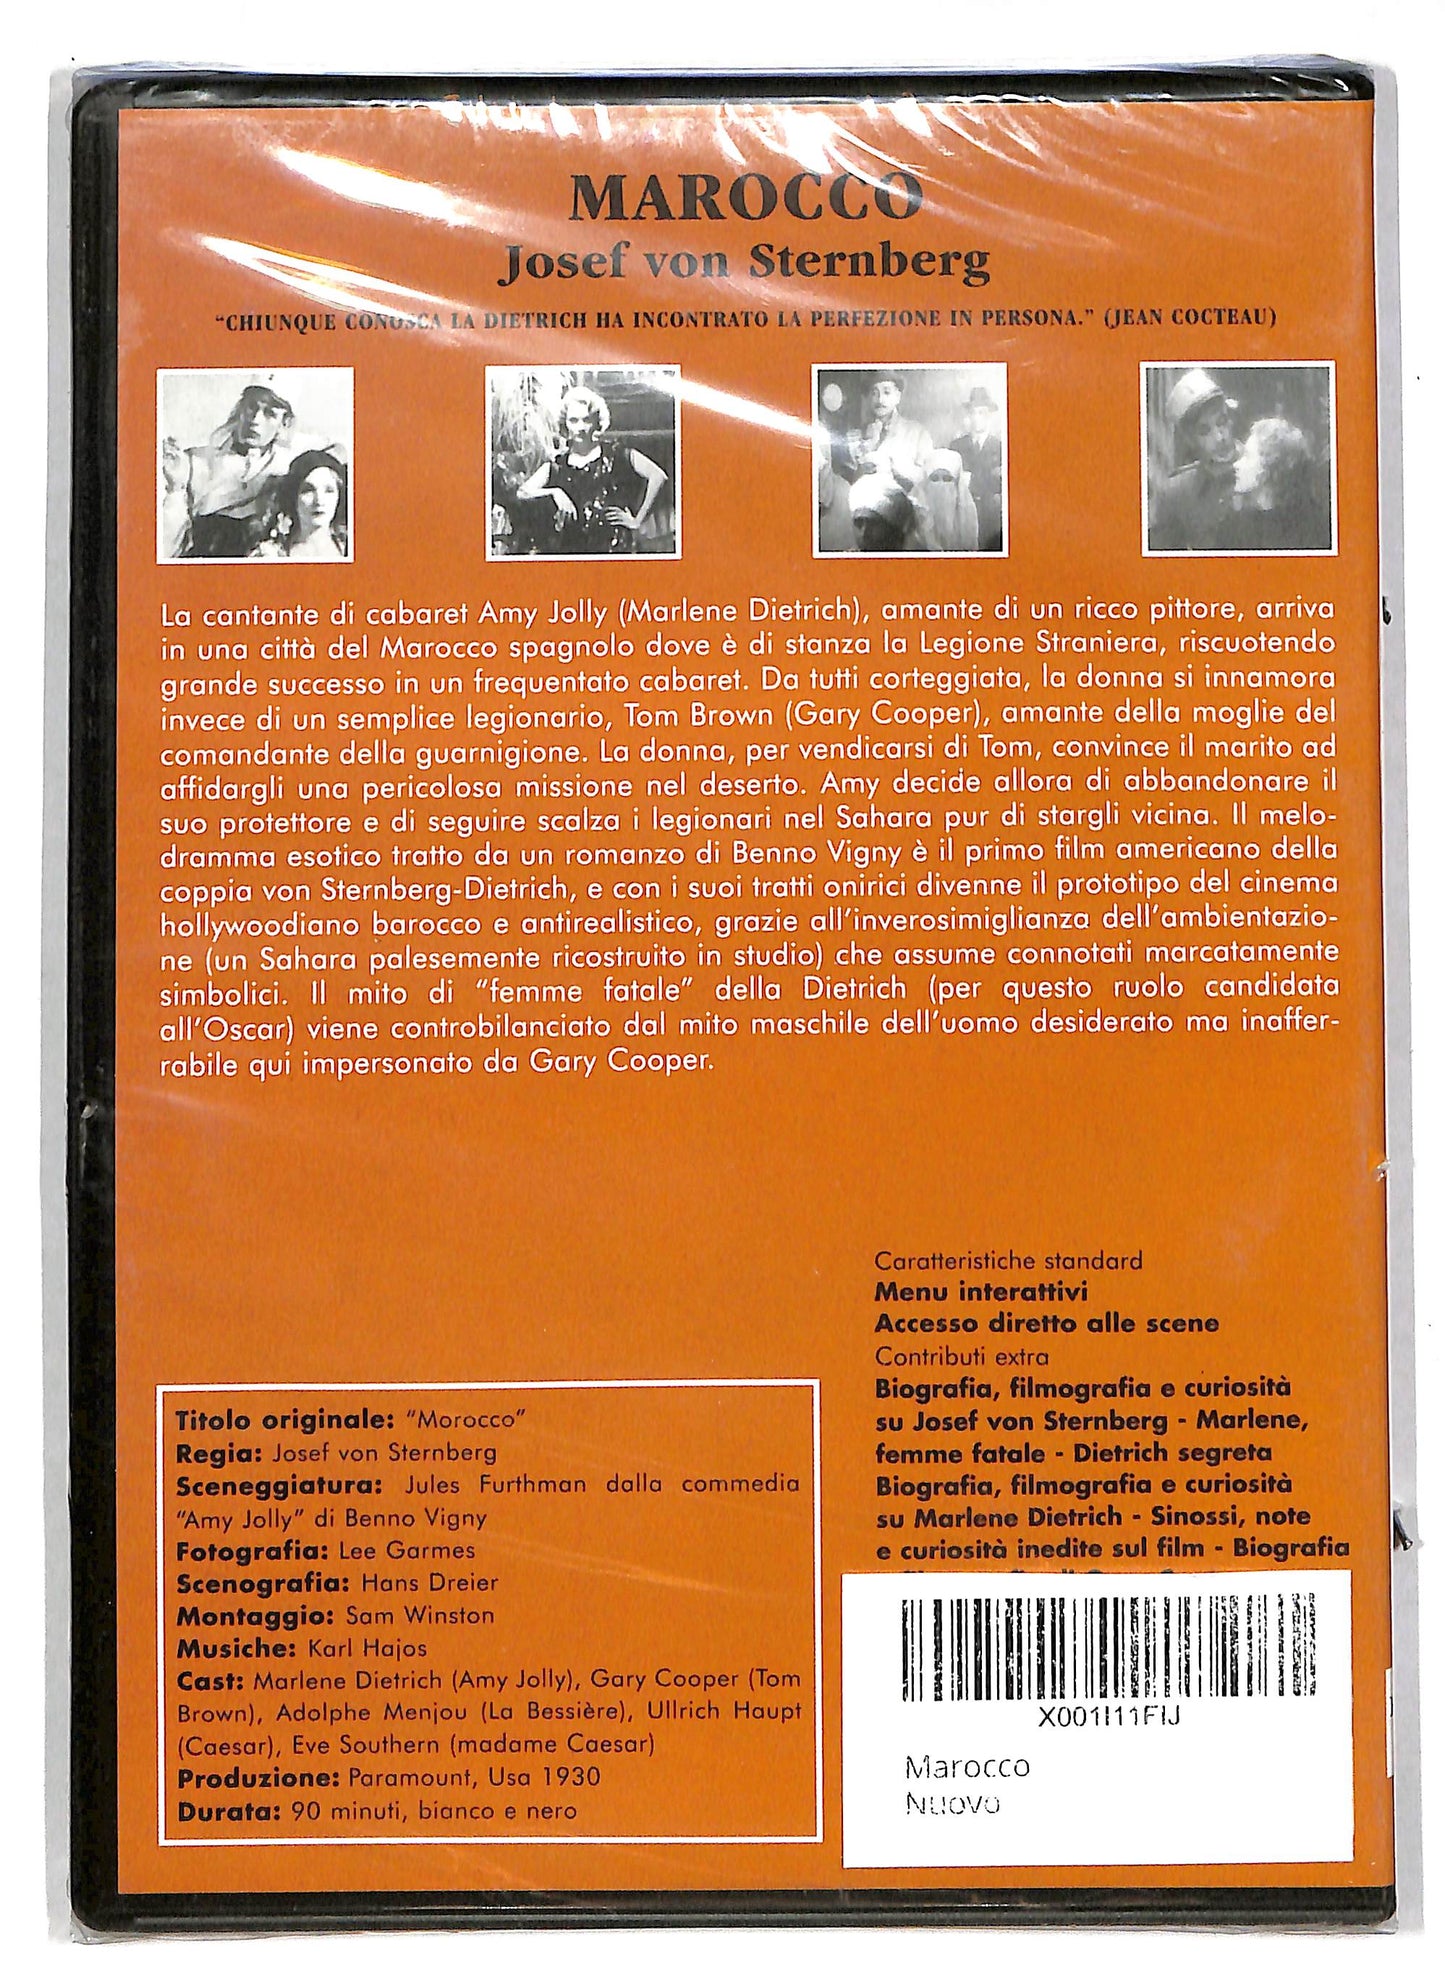 MAROCCO
Josef von Sternberg
“CHIUNQUE CONOSCA LA DIETRICH HA INCONTRATO LA PERFEZIONE IN PERSONA.” (JEAN COCTEAU)
La cantante di cabaret Amy Jolly (Marlene Dietrich), amante di un ricco pittore, arriva
in una città del Marocco spagnolo dove è di stanza la Legione Straniera, riscuotendo
grande successo in un frequentato cabaret. Da tutti corteggiata, la donna si innamora
invece di un semplice legionario, Tom Brown (Gary Cooper), amante della moglie del
comandante della guarnigione. La donna, per vendicarsi di Tom, convince il marito ad
affidargli una pericolosa missione nel deserto. Amy decide allora di abbandonare il
suo protettore e di seguire scalza i legionari nel Sahara pur di stargli vicina. Il melo-
dramma esotico tratto da un romanzo di Benno Vigny è il primo film americano della
coppia von Sternberg-Dietrich, e con i suoi tratti onirici divenne il prototipo del cinema
hollywoodiano barocco e antirealistico, grazie all’inverosimiglianza dell’ambientazio-
ne (un Sahara palesemente ricostruito in studio) che assume connotati marcatamente
simbolici. Il mito di “femme fatale” della Dietrich (per questo ruolo candidata
all’Oscar) viene controbilanciato dal mito maschile dell’uomo desiderato ma inaffer-
rabile qui impersonato da Gary Cooper.
Titolo originale: “Morocco”
Regia: Josef von Sternberg
Sceneggiatura: Jules Furthman dalla commedia
“Amy Jolly” di Benno Vigny
Fotografia: Lee Garmes
Scenografia: Hans Dreier
Montaggio: Sam Winston
Musiche: Karl Hajos
Cast: Marlene Dietrich (Amy Jolly), Gary Cooper (Tom
Brown), Adolphe Menjou (La Bessière), Ullrich Haupt
(Caesar), Eve Southern (madame Caesar)
Produzione: Paramount, Usa 1930
Durata: 90 minuti, bianco e nero
Caratteristiche standard
Menu interattivi
Accesso diretto alle scene
Contributi extra
Biografia, filmografia e curiosità
su Josef von Sternberg - Marlene,
femme fatale - Dietrich segreta
Biografia, filmografia e curiosità
su Marlene Dietrich - Sinossi, note
e curiosità inedite sul film - Biografia
X001I11FIJ
Marocco
Nuovo